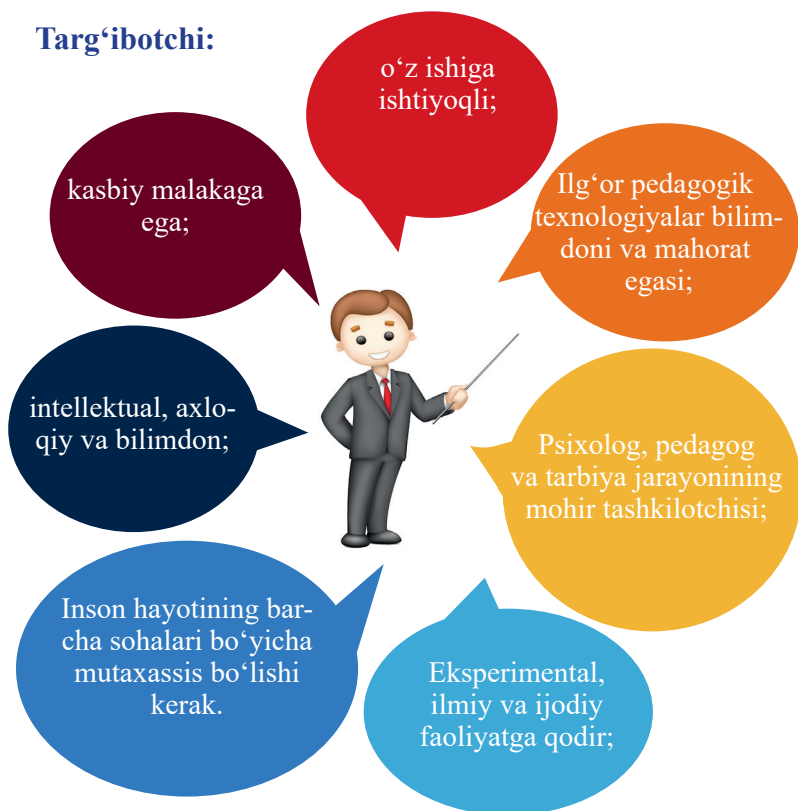 Targ‘ibotchi:
o‘z ishiga
ishtiyoqli;
kasbiy malakaga
ega;
Ilg‘or pedagogik
texnologiyalar bilim-
doni va mahorat
egasi;
intellektual, axlo-
qiy va bilimdon;
Psixolog, pedagog
va tarbiya jarayonining
mohir tashkilotchisi;
Inson hayotining bar-
cha sohalari bo‘yicha
mutaxassis bo‘lishi
kerak.
Eksperimental,
ilmiy va ijodiy
faoliyatga qodir;